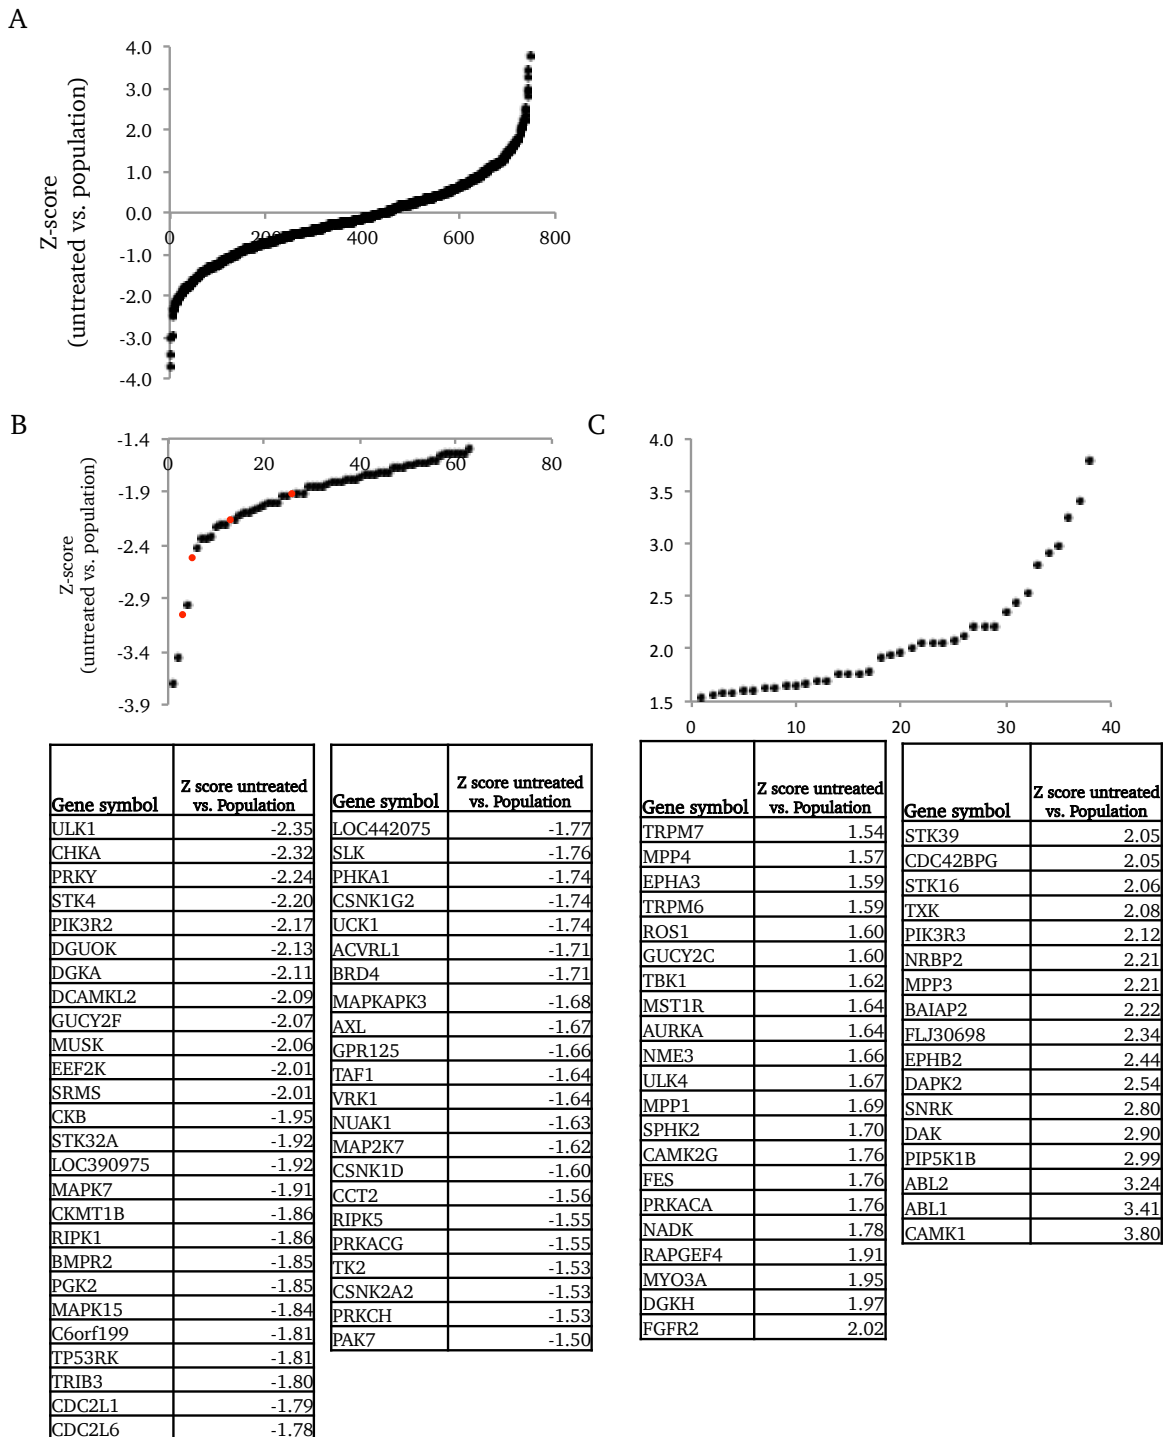 A
4.0
3.0
2.0
1.0
0.0
-1.0
-2.0
-3.0
-4.0
0 200 400 600 800
Z-score
(untreated vs. population)
B
-1.4
-1.9
-2.4
-2.9
-3.4
-3.9
0 20 40 60 80
Z-score
(untreated vs. population)
C
4.0
3.5
3.0
2.5
2.0
1.5
0 10 20 30 40
Gene symbol Z score untreated
vs. Population
ULK1 -2.35
CHKA -2.32
PRKY -2.24
STK4 -2.20
PIK3R2 -2.17
DGUOK -2.13
DGKA -2.11
DCAMKL2 -2.09
GUCY2F -2.07
MUSK -2.06
EEF2K -2.01
SRMS -2.01
CKB -1.95
STK32A -1.92
LOC390975 -1.92
MAPK7 -1.91
CKMT1B -1.86
RIPK1 -1.86
BMPR2 -1.85
PGK2 -1.85
MAPK15 -1.84
C6orf199 -1.81
TP53RK -1.81
TRIB3 -1.80
CDC2L1 -1.79
CDC2L6 -1.78
Gene symbol Z score untreated
vs. Population
LOC442075 -1.77
SLK -1.76
PHKA1 -1.74
CSNK1G2 -1.74
UCK1 -1.74
ACVRL1 -1.71
BRD4 -1.71
MAPKAPK3 -1.68
AXL -1.67
GPR125 -1.66
TAF1 -1.64
VRK1 -1.64
NUAK1 -1.63
MAP2K7 -1.62
CSNK1D -1.60
CCT2 -1.56
RIPK5 -1.55
PRKACG -1.55
TK2 -1.53
CSNK2A2 -1.53
PRKCH -1.53
PAK7 -1.50
Gene symbol Z score untreated
vs. Population
TRPM7 1.54
MPP4 1.57
EPHA3 1.59
TRPM6 1.59
ROS1 1.60
GUCY2C 1.60
TBK1 1.62
MST1R 1.64
AURKA 1.64
NME3 1.66
ULK4 1.67
MPP1 1.69
SPHK2 1.70
CAMK2G 1.76
FES 1.76
PRKACA 1.76
NADK 1.78
RAPGEF4 1.91
MYO3A 1.95
DGKH 1.97
FGFR2 2.02
Gene symbol Z score untreated
vs. Population
STK39 2.05
CDC42BPG 2.05
STK16 2.06
TXK 2.08
PIK3R3 2.12
NRBP2 2.21
MPP3 2.21
BAIAP2 2.22
FLJ30698 2.34
EPHB2 2.44
DAPK2 2.54
SNRK 2.80
DAK 2.90
PIP5K1B 2.99
ABL2 3.24
ABL1 3.41
CAMK1 3.80